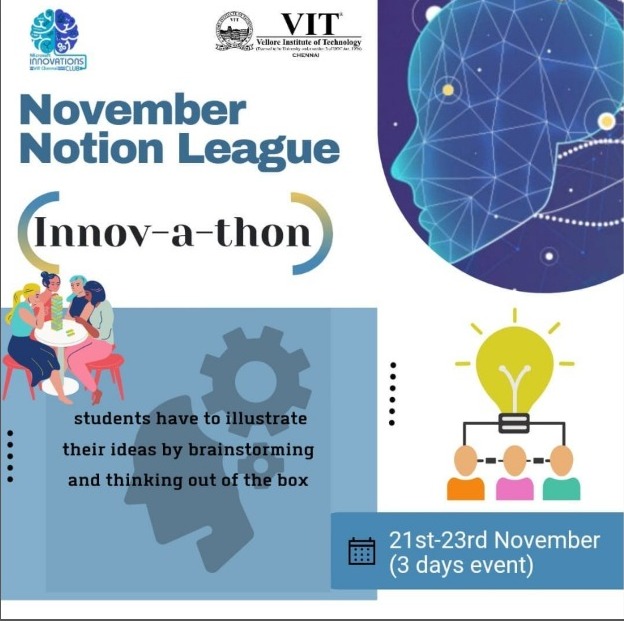 INNOVATIONS
CLUB
VIT
VIT
Vellore Institute of Technology
CHENNAI
November
Notion League
Innov-a-thon
students have to illustrate
their ideas by brainstorming
and thinking out of the box
21st-23rd November
(3 days event)